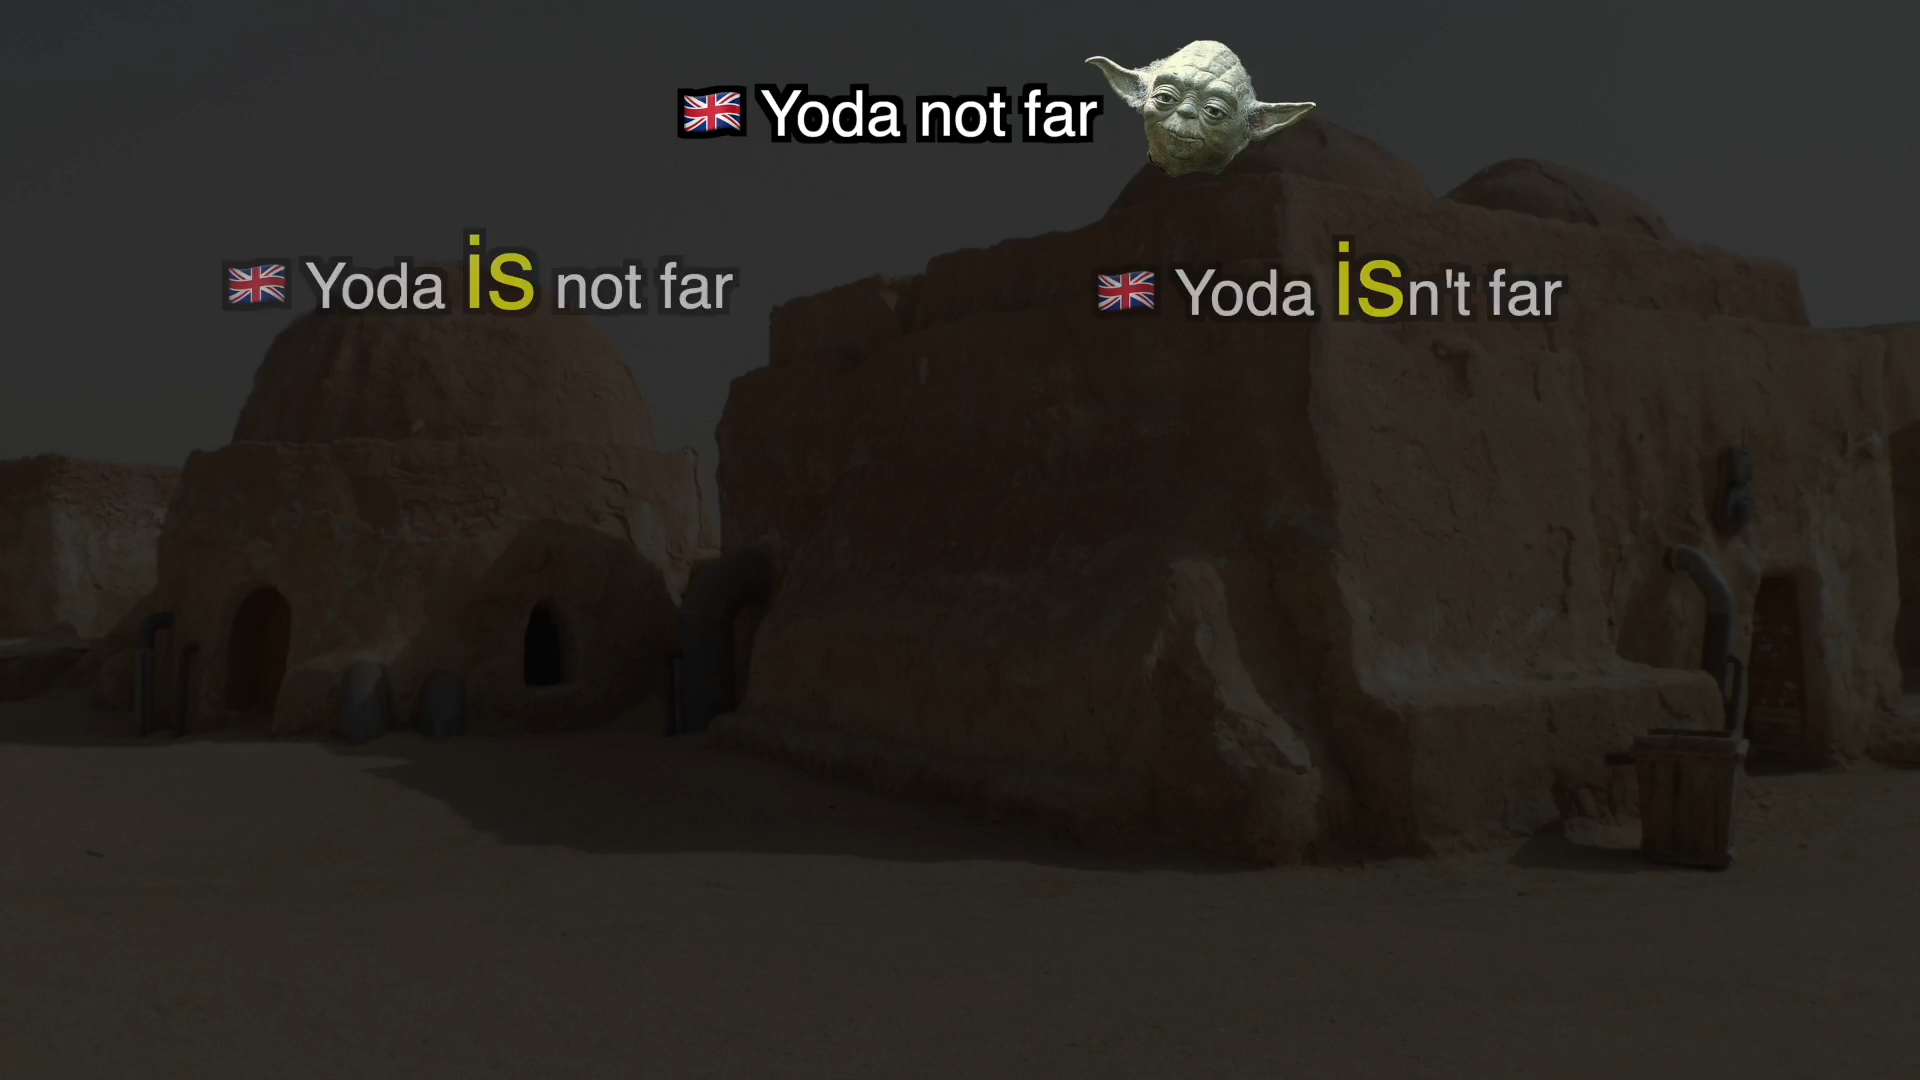 🇬🇧 Yoda not far
🇬🇧 Yoda is not far
🇬🇧 Yoda isn't far